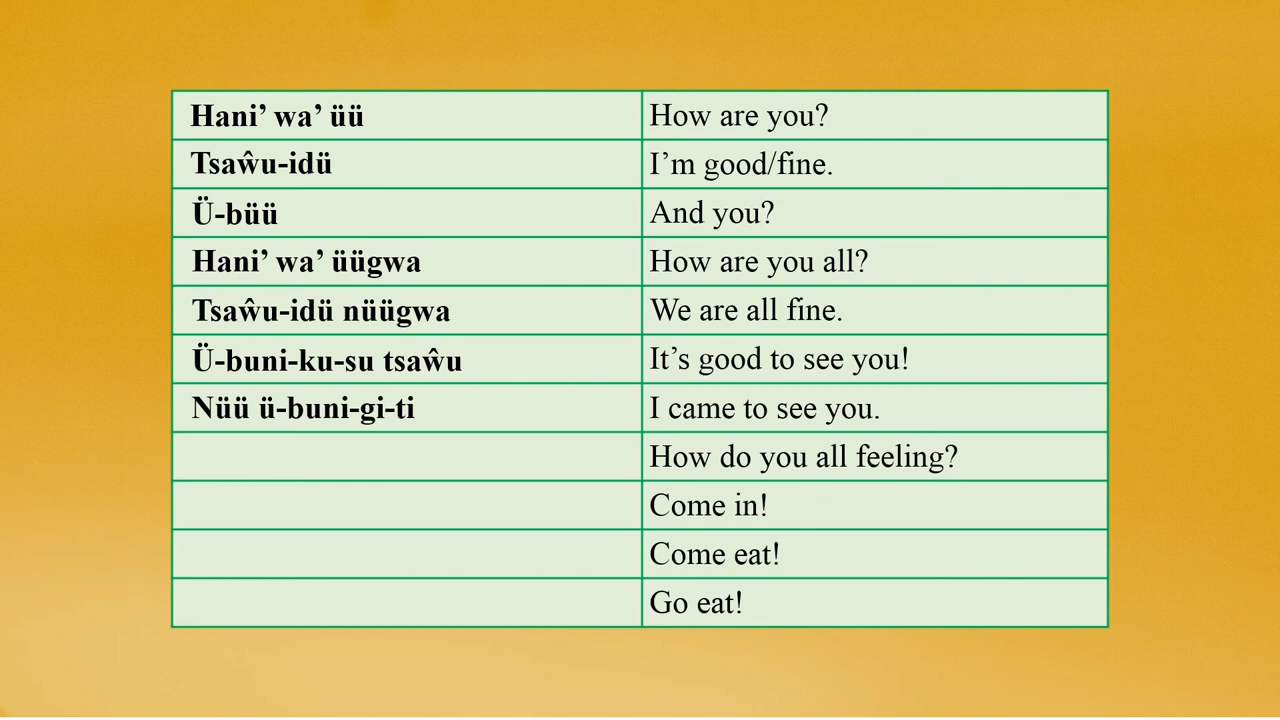 Hani’ wa’ üü How are you?
Tsaŵu-idü I’m good/fine.
Ü-büü And you?
Hani’ wa’ üügwa How are you all?
Tsaŵu-idü nüügwa We are all fine.
Ü-buni-ku-su tsaŵu It’s good to see you!
Nüü ü-buni-gi-ti I came to see you.
How do you all feeling?
Come in!
Come eat!
Go eat!